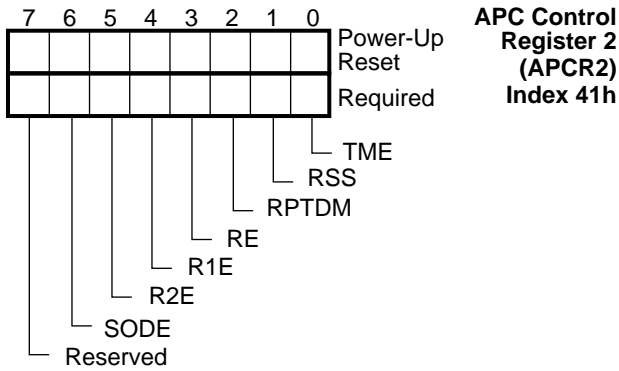 7 6 5 4 3 2 1 0
Power-Up
Reset
Required
APC Control
Register 2
(APCR2)
Index 41h
TME
RSS
RPTDM
RE
R1E
R2E
SODE
Reserved